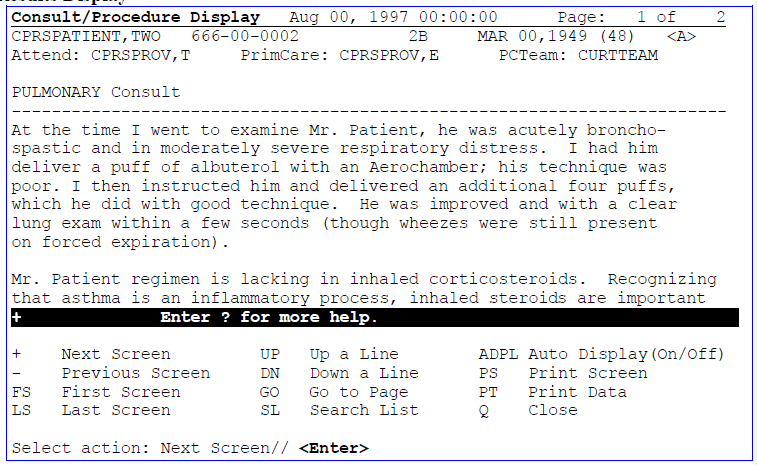 Consult/Procedure Display   Aug 00, 1997 00:00:00      Page:   1 of    2
CPRSPATIENT,TWO   666-00-0002           2B     MAR 00,1949 (48)   <A>
Attend: CPRSPROV,T     PrimCare: CPRSPROV,E      PCTeam: CURTTEAM
PULMONARY Consult
------------------------------------------------------------------------
At the time I went to examine Mr. Patient, he was acutely broncho-
spastic and in moderately severe respiratory distress.  I had him
deliver a puff of albuterol with an Aerochamber; his technique was
poor. I then instructed him and delivered an additional four puffs,
which he did with good technique.  He was improved and with a clear
lung exam within a few seconds (though wheezes were still present
on forced expiration).
Mr. Patient regimen is lacking in inhaled corticosteroids.  Recognizing
that asthma is an inflammatory process, inhaled steroids are important
+              Enter ? for more help.
+    Next Screen         UP   Up a Line        ADPL Auto Display(On/Off)
-    Previous Screen     DN   Down a Line      PS   Print Screen
FS   First Screen        GO   Go to Page       PT   Print Data
LS   Last Screen         SL   Search List      Q    Close
Select action: Next Screen// <Enter>